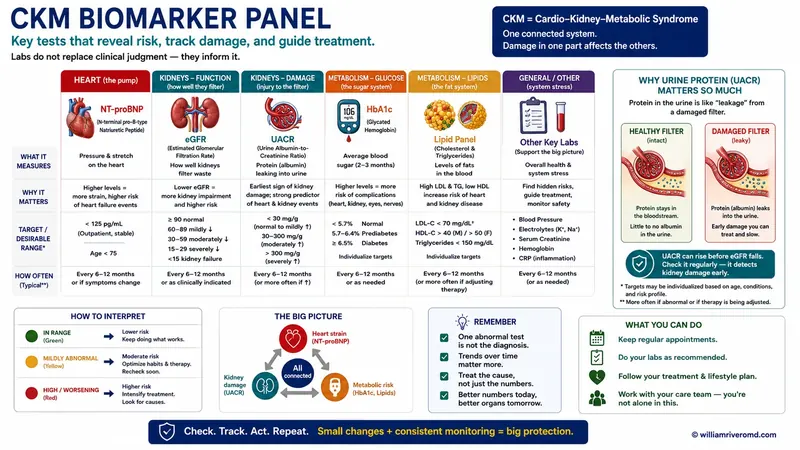 CKM BIOMARKER PANEL
Key tests that reveal risk, track damage, and guide treatment.
Labs do not replace clinical judgment — they inform it.
CKM = Cardio–Kidney–Metabolic Syndrome
One connected system.
Damage in one part affects the others.
HEART (the pump)
KIDNEYS – FUNCTION
(how well they filter)
KIDNEYS – DAMAGE
(injury to the filter)
METABOLISM – GLUCOSE
(the sugar system)
METABOLISM – LIPIDS
(the fat system)
GENERAL / OTHER
(system stress)
NT-proBNP
(N-terminal pro–B-type
Natriuretic Peptide)
eGFR
(Estimated Glomerular
Filtration Rate)
UACR
(Urine Albumin-to-
Creatinine Ratio)
106
mg/dL
HbA1c
(Glycated
Hemoglobin)
Lipid Panel
(Cholesterol &
Triglycerides)
Other Key Labs
(Support the big picture)
WHAT IT
MEASURES
Pressure & stretch
on the heart
How well kidneys
filter waste
Protein (albumin)
leaking into urine
Average blood
sugar (2–3 months)
Levels of fats
in the blood
Overall health &
system stress
WHY IT
MATTERS
Higher levels =
more strain, higher risk
of heart failure events
Lower eGFR =
more kidney impairment
and higher risk
Earliest sign of kidney
damage; strong predictor
of heart & kidney events
Higher levels = more
risk of complications
(heart, kidney, eyes, nerves)
High LDL & TG, low HDL
increase risk of heart
and kidney disease
Find hidden risks,
guide treatment,
monitor safety
TARGET /
DESIRABLE
RANGE*
< 125 pg/mL
(Outpatient, stable)
Age < 75
≥ 90 normal
60–89 mildly ↓
30–59 moderately ↓
15–29 severely ↓
<15 kidney failure
< 30 mg/g
(normal to mildly ↑)
30–300 mg/g
(moderately ↑)
> 300 mg/g
(severely ↑)
< 5.7% Normal
5.7–6.4% Prediabetes
≥ 6.5% Diabetes
Individualize targets
LDL-C < 70 mg/dL*
HDL-C > 40 (M) / > 50 (F)
Triglycerides < 150 mg/dL
Individualize targets
• Blood Pressure
• Electrolytes (K⁺, Na⁺)
• Serum Creatinine
• Hemoglobin
• CRP (inflammation)
HOW OFTEN
(Typical**)
Every 6–12 months
or if symptoms change
Every 6–12 months
or as clinically indicated
Every 6–12 months
(or more often if ↑)
Every 6–12 months
or as needed
Every 6–12 months
(or more often if adjusting
therapy)
Every 6–12 months
(or as needed)
WHY URINE PROTEIN (UACR)
MATTERS SO MUCH
Protein in the urine is like “leakage” from
a damaged filter.
HEALTHY FILTER
(intact)
Protein stays in
the bloodstream.
Little to no albumin
in the urine.
DAMAGED FILTER
(leaky)
Protein (albumin) leaks
into the urine.
Early damage you can
treat and slow.
UACR can rise before eGFR falls.
Check it regularly — it detects
kidney damage early.
* Targets may be individualized based on age, conditions,
and risk profile.
** More often if abnormal or if therapy is being adjusted.
HOW TO INTERPRET
IN RANGE
(Green)
Lower risk
Keep doing what works.
MILDLY ABNORMAL
(Yellow)
Moderate risk
Optimize habits & therapy.
Recheck soon.
HIGH / WORSENING
(Red)
Higher risk
Intensify treatment.
Look for causes.
THE BIG PICTURE
Heart strain
(NT-proBNP)
All
connected
Kidney
damage
(UACR)
Metabolic risk
(HbA1c, Lipids)
REMEMBER
One abnormal test
is not the diagnosis.
Trends over time
matter more.
Treat the cause,
not just the numbers.
Better numbers today,
better organs tomorrow.
WHAT YOU CAN DO
Keep regular appointments.
Do your labs as recommended.
Follow your treatment & lifestyle plan.
Work with your care team — you’re
not alone in this.
Check. Track. Act. Repeat. Small changes + consistent monitoring = big protection.
© williamriveromd.com